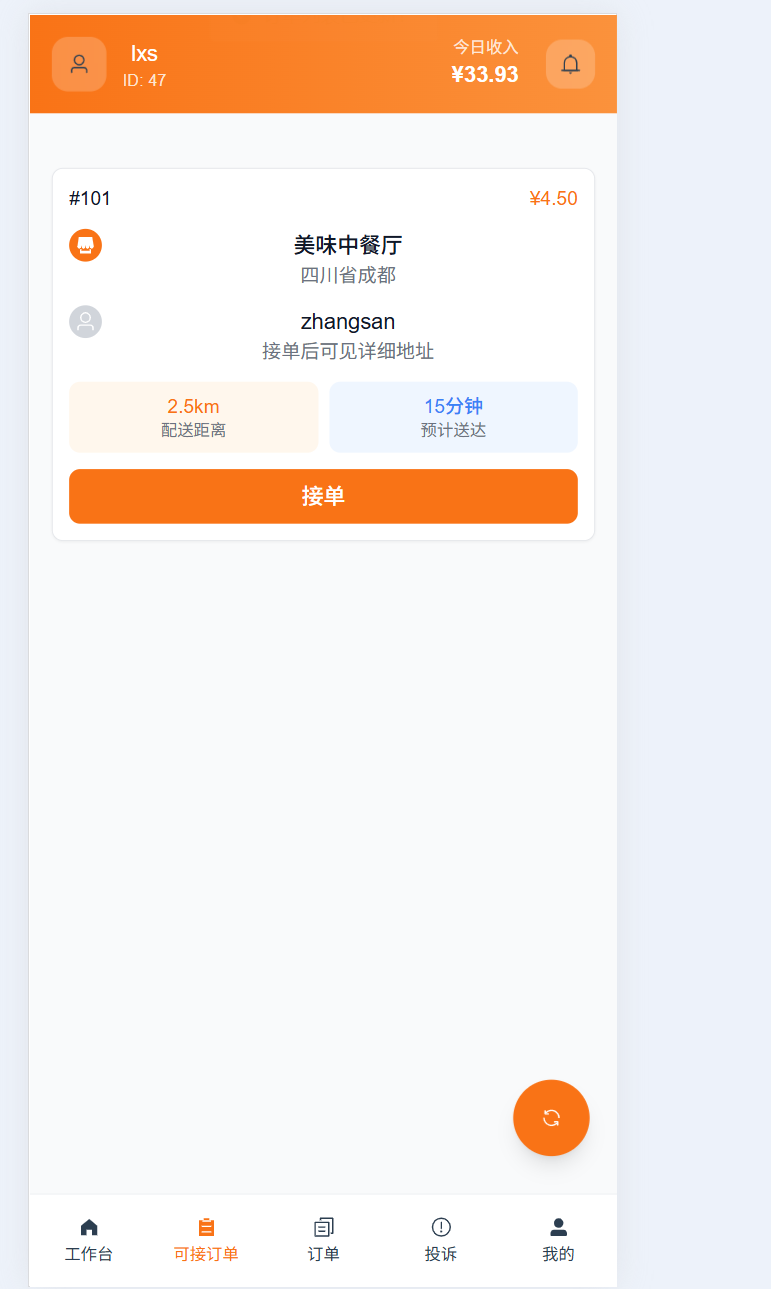 lxs
ID: 47
今日收入
¥33.93
#101
¥4.50
美味中餐厅
四川省成都
zhangsan
接单后可见详细地址
2.5km
配送距离
15分钟
预计送达
接单
工作台
可接订单
订单
投诉
我的